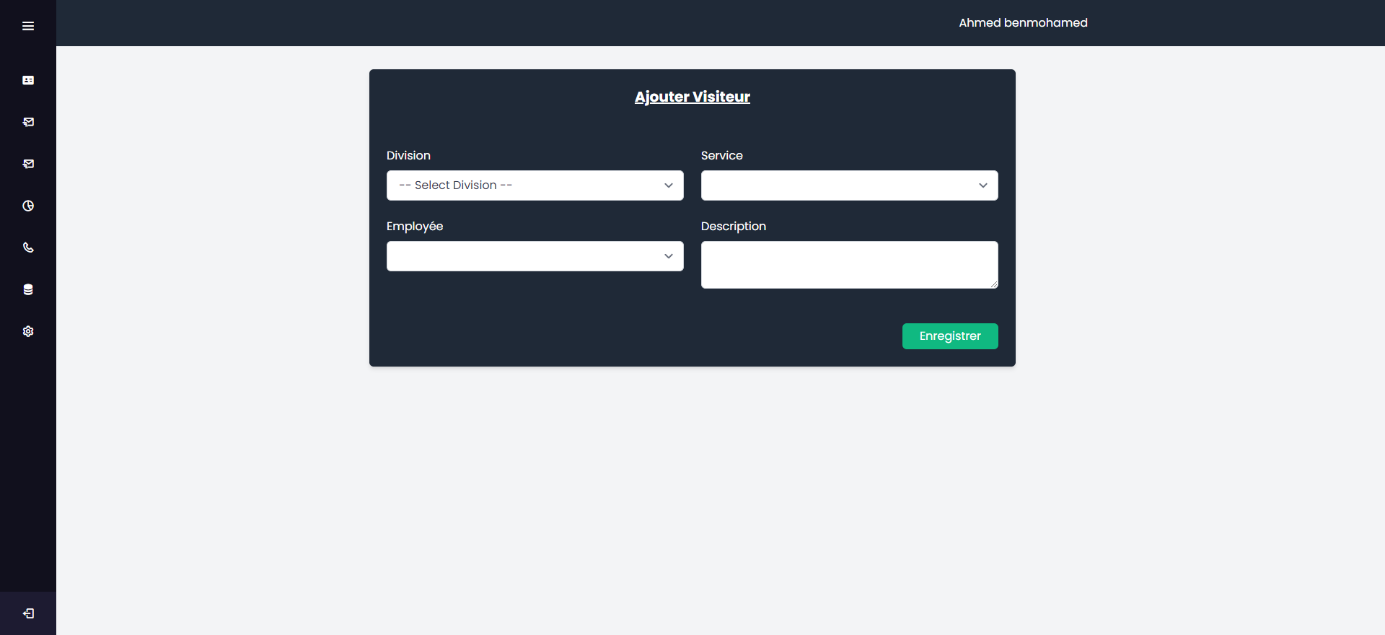 Ahmed benmohamed
Ajouter Visiteur
Division
Service
-- Select Division --
Employée
Description
Enregistrer